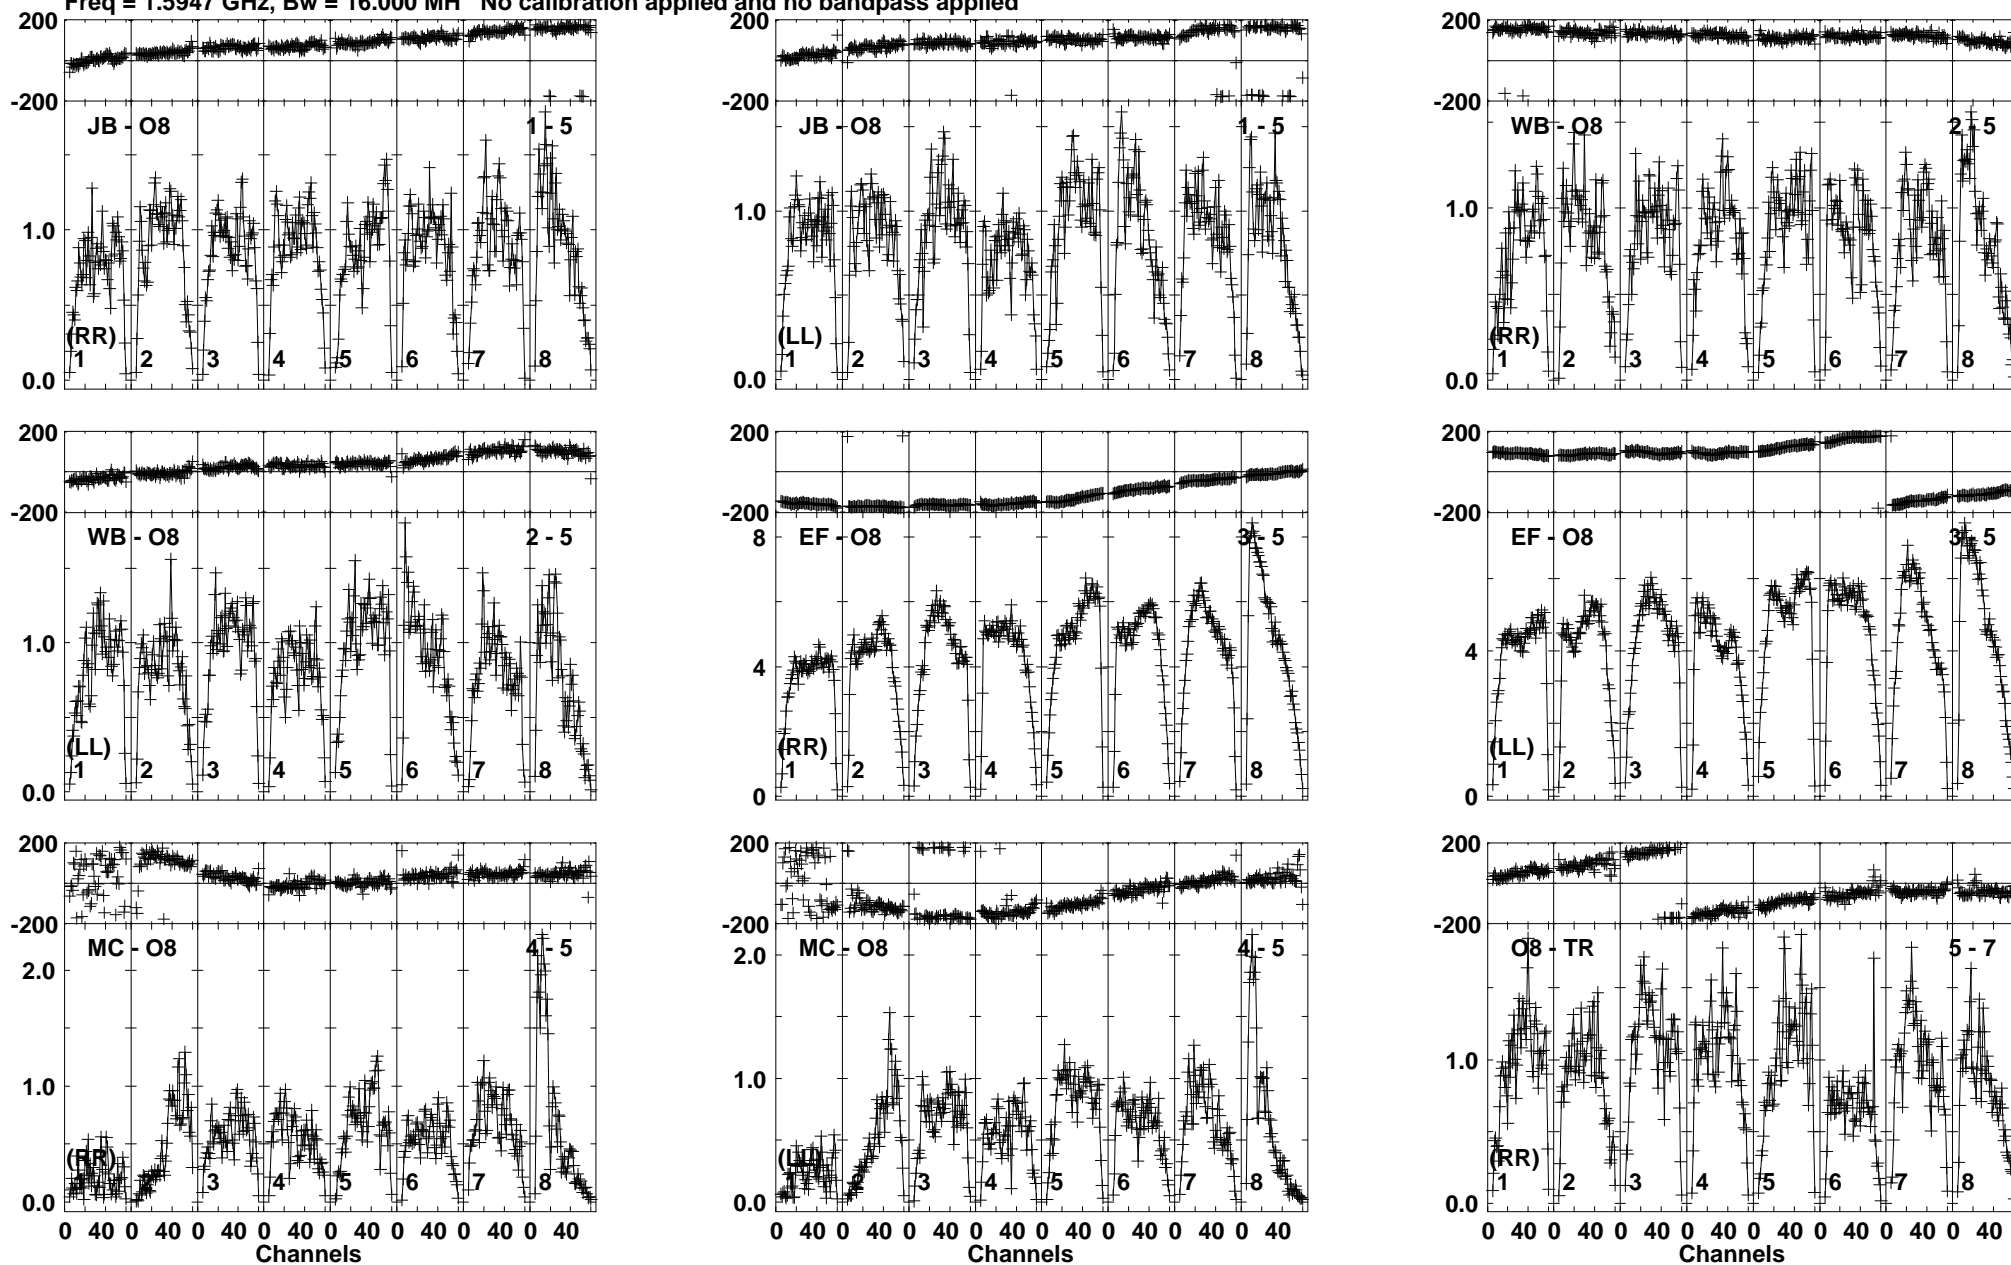 Freq = 1.5947 GHz, Bw = 16.000 MH No calibration applied and no bandpass applied
200 200 200
-200 -200 -200
JB - O8 1 - 5 JB - O8 1 - 5 WB - O8 2 - 5
1.0 1.0 1.0
(RR) (LL) (RR)
1 2 3 4 5 6 7 8 1 2 3 4 5 6 7 8 1 2 3 4 5 6 7 8
0.0 0.0 0.0
200 200 200
-200 -200 -200
WB - O8 2 - 5 EF - O8 3 - 5 EF - O8 3 - 5
8
1.0 4 4
(LL) (RR) (LL)
1 2 3 4 5 6 7 8 1 2 3 4 5 6 7 8 1 2 3 4 5 6 7 8
0.0 0 0
200 200 200
-200 -200 -200
MC - O8 4 - 5 MC - O8 4 - 5 O8 - TR 5 - 7
2.0 2.0
1.0 1.0 1.0
(RR) (LL) (RR)
1 2 3 4 5 6 7 8 1 2 3 4 5 6 7 8 1 2 3 4 5 6 7 8
0.0 0.0 0.0
0 40 0 40 0 40 0 40 0 40 0 40 0 40 0 40 0 40 0 40 0 40 0 40 0 40 0 40 0 40 0 40 0 40 0 40 0 40 0 40 0 40 0 40 0 40 0 40
Channels Channels Channels